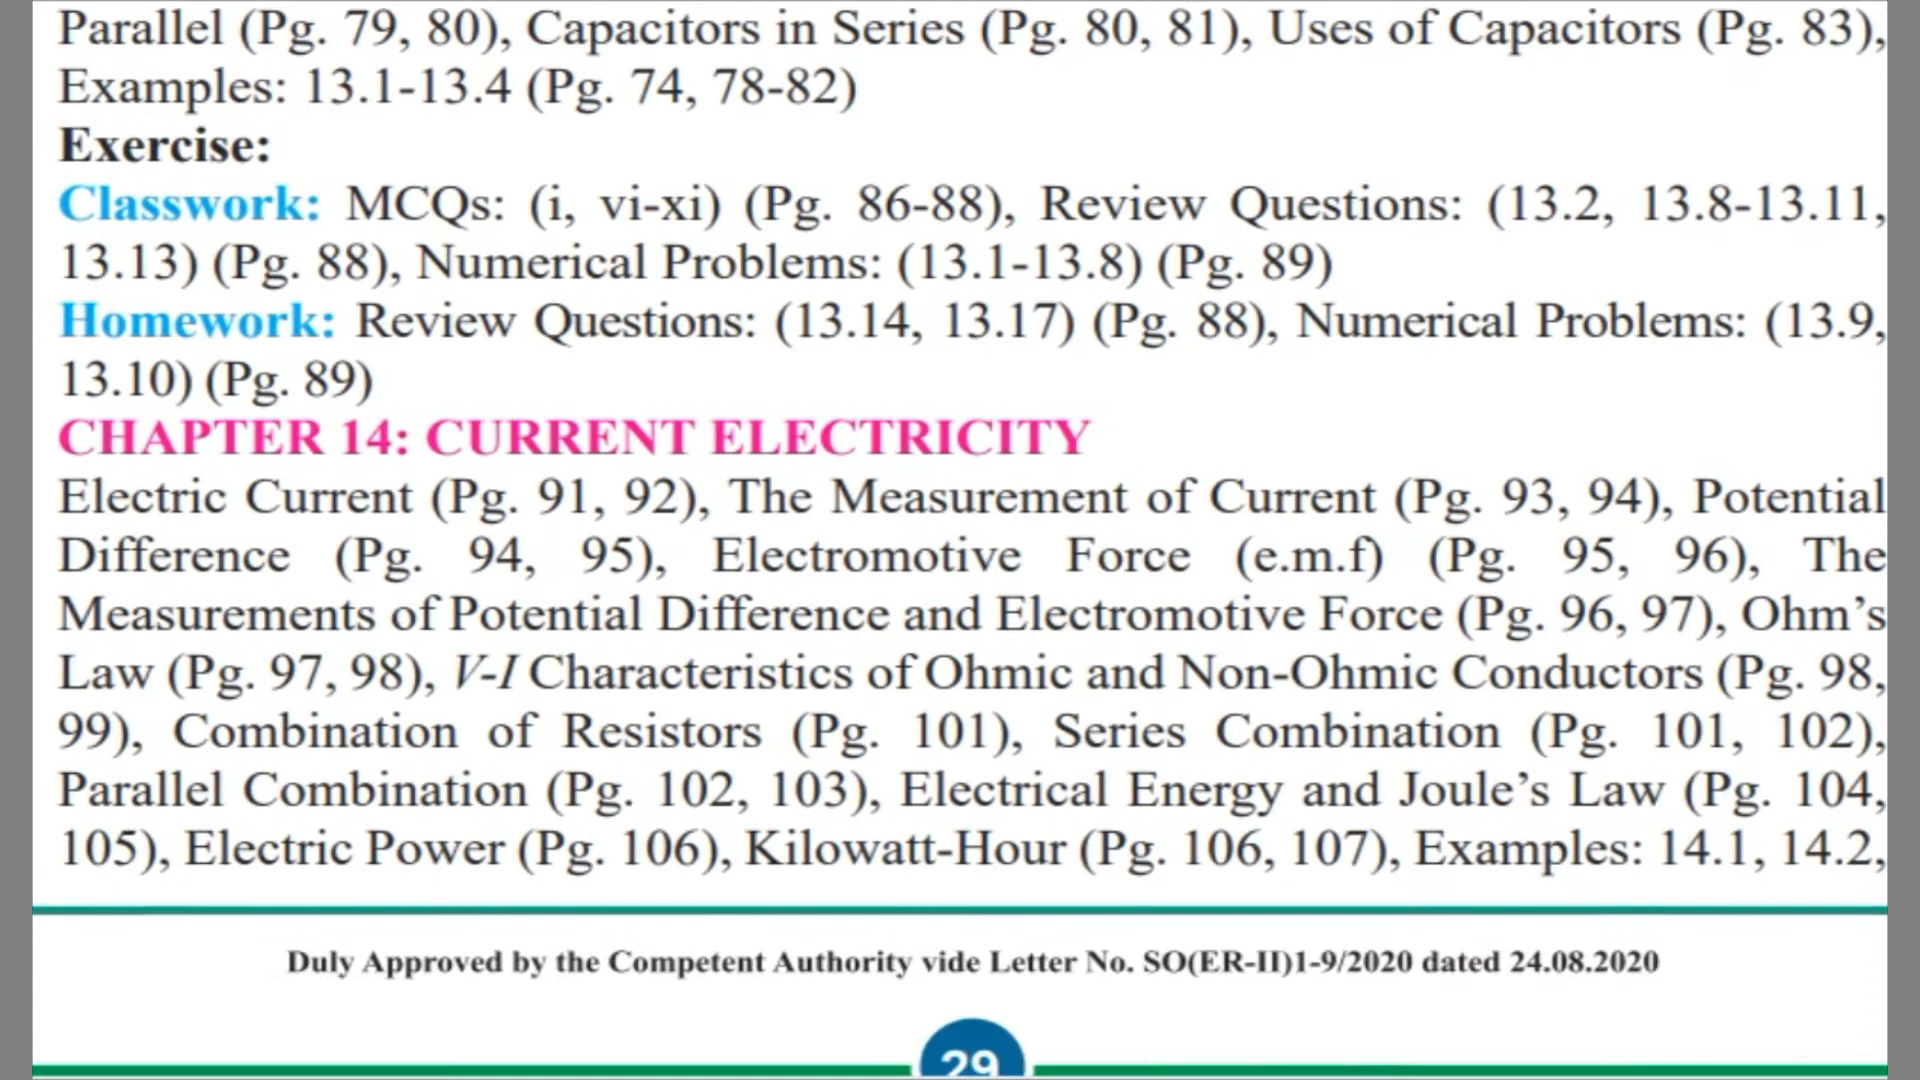 Parallel (Pg. 79, 80), Capacitors in Series (Pg. 80, 81), Uses of Capacitors (Pg. 83),
Examples: 13.1-13.4 (Pg. 74, 78-82)
Exercise:
Classwork: MCQs: (i, vi-xi) (Pg. 86-88), Review Questions: (13.2, 13.8-13.11,
13.13) (Pg. 88), Numerical Problems: (13.1-13.8) (Pg. 89)
Homework: Review Questions: (13.14, 13.17) (Pg. 88), Numerical Problems: (13.9,
13.10) (Pg. 89)
CHAPTER 14: CURRENT ELECTRICITY
Electric Current (Pg. 91, 92), The Measurement of Current (Pg. 93, 94), Potential
Difference (Pg. 94, 95), Electromotive Force (e.m.f) (Pg. 95, 96), The
Measurements of Potential Difference and Electromotive Force (Pg. 96, 97), Ohm’s
Law (Pg. 97, 98), V-I Characteristics of Ohmic and Non-Ohmic Conductors (Pg. 98,
99), Combination of Resistors (Pg. 101), Series Combination (Pg. 101, 102),
Parallel Combination (Pg. 102, 103), Electrical Energy and Joule’s Law (Pg. 104,
105), Electric Power (Pg. 106), Kilowatt-Hour (Pg. 106, 107), Examples: 14.1, 14.2,
Duly Approved by the Competent Authority vide Letter No. SO(ER-II)1-9/2020 dated 24.08.2020
29